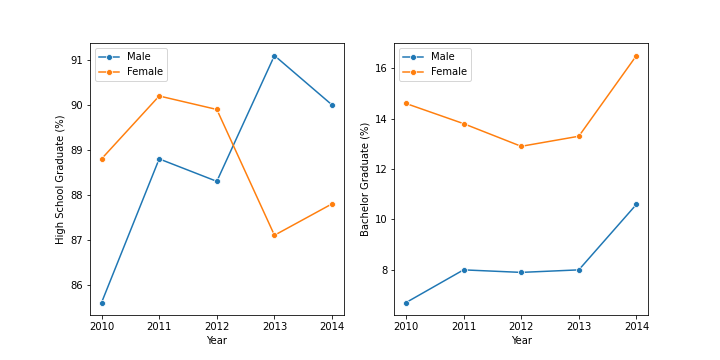 Male
Female
High School Graduate (%)
91
90
89
88
87
86
2010 2011 2012 2013 2014
Year
Male
Female
Bachelor Graduate (%)
16
14
12
10
8
2010 2011 2012 2013 2014
Year